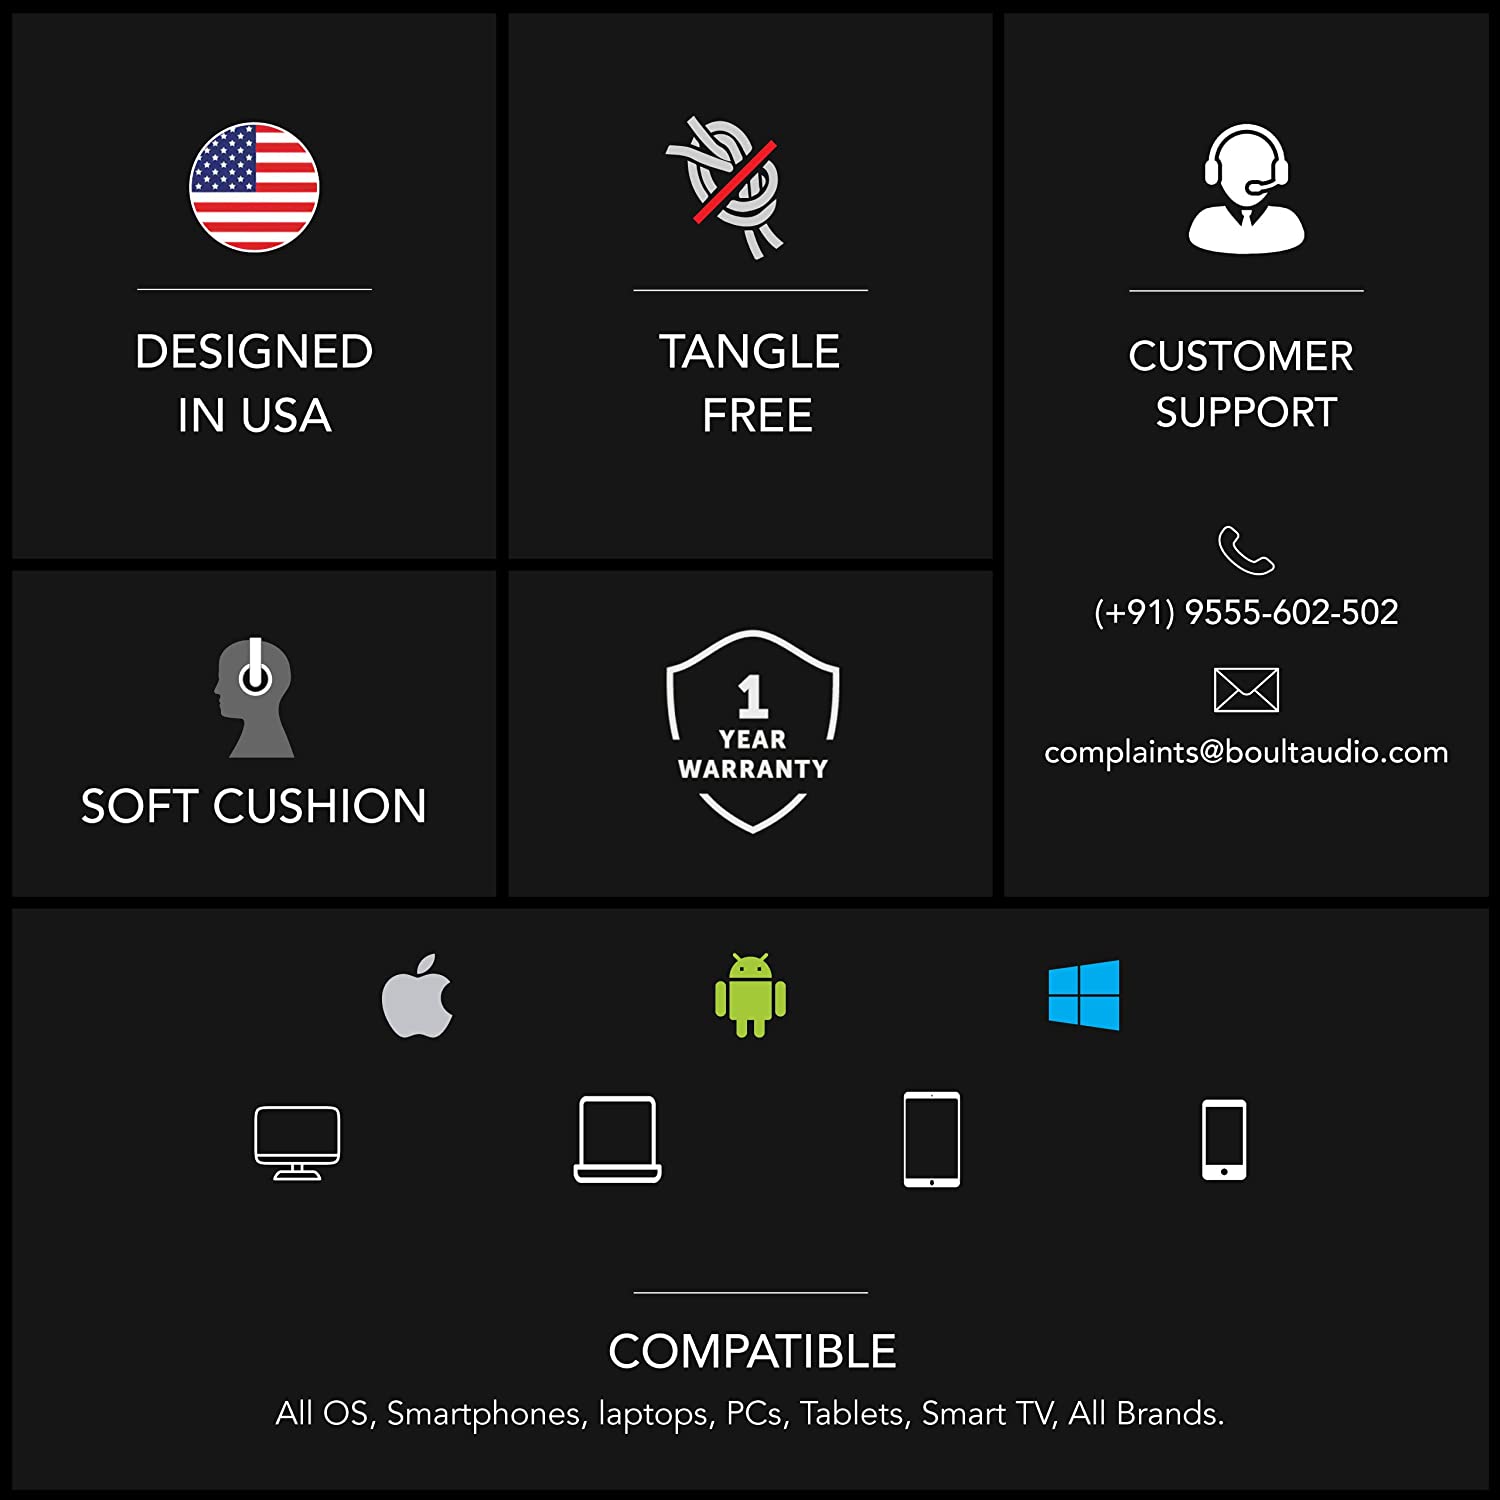 DESIGNED
IN USA
TANGLE
FREE
CUSTOMER
SUPPORT
(+91) 9555-602-502
complaints@boultaudio.com
SOFT CUSHION
1
YEAR
WARRANTY
COMPATIBLE
All OS, Smartphones, laptops, PCs, Tablets, Smart TV, All Brands.